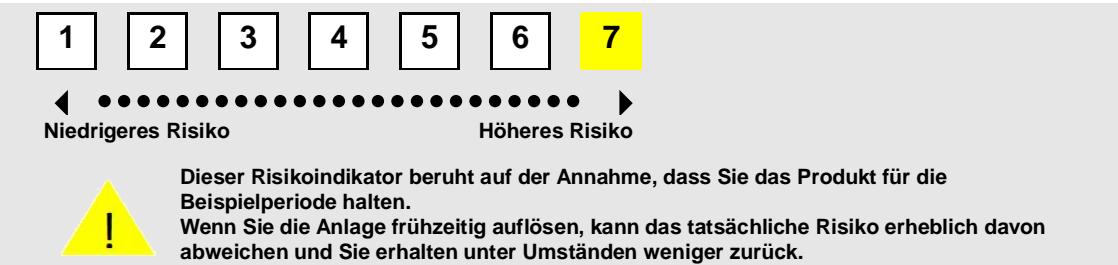 1 2 3 4 5 6 7
Niedrigeres Risiko Höheres Risiko
Dieser Risikoindikator beruht auf der Annahme, dass Sie das Produkt für die
Beispielperiode halten.
Wenn Sie die Anlage frühzeitig auflösen, kann das tatsächliche Risiko erheblich davon
abweichen und Sie erhalten unter Umständen weniger zurück.
!